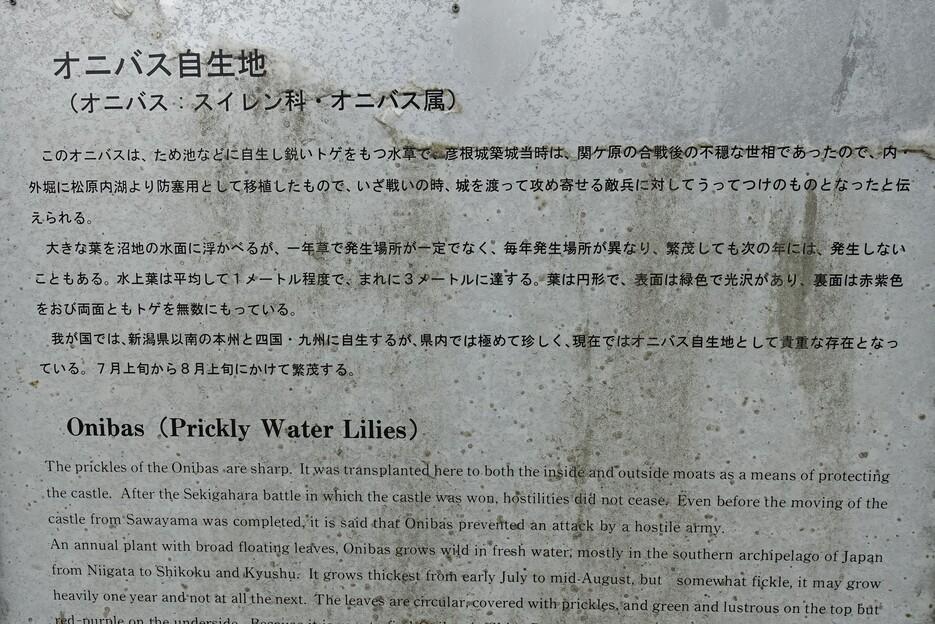 オニバス自生地
（オニバス：スイレン科・オニバス属）
このオニバスは、ため池などに自生し鋭いトゲをもつ水草で、彦根城築城当時は、関ケ原の合戦後の不穏な世相であったので、内・
外堀に松原内湖より防塞用として移植したもので、いざ戦いの時、城を渡って攻め寄せる敵兵に対してうってつけのものとなったと伝
えられる。
大きな葉を沼地の水面に浮かべるが、一年草で発生場所が一定でなく、毎年発生場所が異なり、繁茂しても次の年には、発生しない
こともある。水上葉は平均して１メートル程度で、まれに３メートルに達する。葉は円形で、表面は緑色で光沢があり、裏面は赤紫色
をおび両面ともトゲを無数にもっている。
我が国では、新潟県以南の本州と四国・九州に自生するが、県内では極めて珍しく、現在ではオニバス自生地として貴重な存在となっ
ている。７月上旬から８月上旬にかけて繁茂する。
Onibas（Prickly Water Lilies）
The prickles of the Onibas are sharp. It was transplanted here to both the inside and outside moats as a means of protecting
the castle. After the Sekigahara battle in which the castle was won, hostilities did not cease. Even before the moving of the
castle from Sawayama was completed, it is said that Onibas prevented an attack by a hostile army.
An annual plant with broad floating leaves, Onibas grows wild in fresh water, mostly in the southern archipelago of Japan
from Niigata to Shikoku and Kyushu. It grows thickest from early July to mid-August, but somewhat fickle, it may grow
heavily one year and not at all the next. The leaves are circular, covered with prickles, and green and lustrous on the top but
red-purple on the underside. Because it is